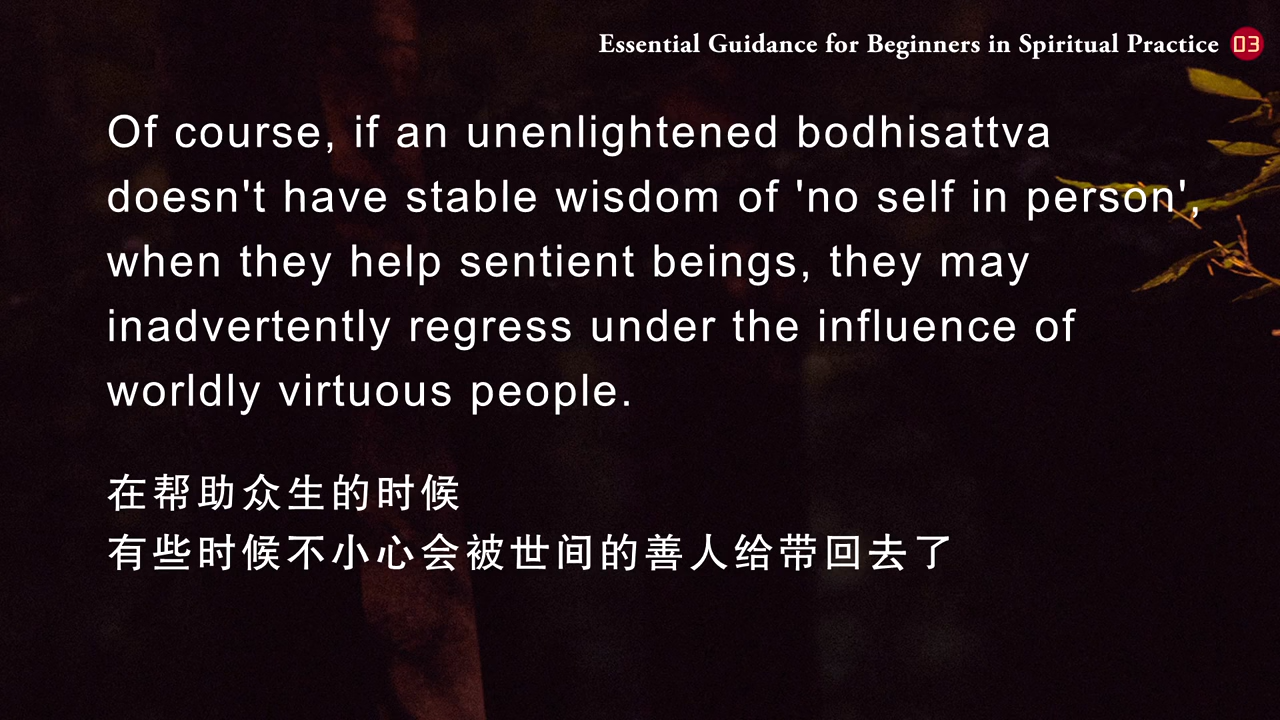 Essential Guidance for Beginners in Spiritual Practice 03
Of course, if an unenlightened bodhisattva
doesn't have stable wisdom of 'no self in person',
when they help sentient beings, they may
inadvertently regress under the influence of
worldly virtuous people.
在帮助众生的时候
有些时候不小心会被世间的善人给带回去了